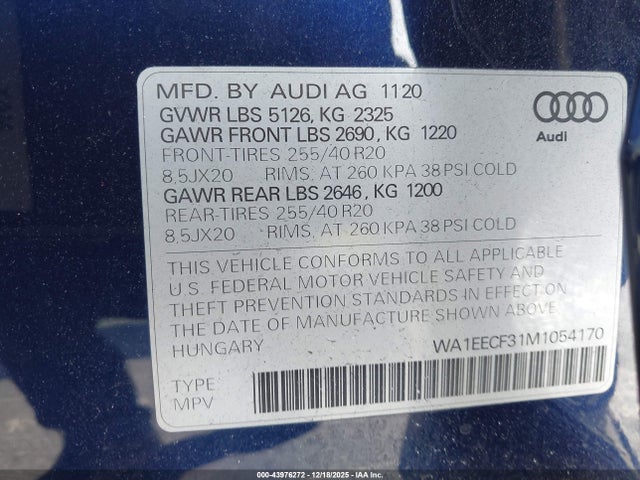 MFD. BY AUDI AG 1120
GVWR LBS 5126, KG 2325
GAWR FRONT LBS 2690, KG 1220
FRONT-TIRES 255/40 R20
8,5JX20 RIMS, AT 260 KPA 38 PSI COLD
GAWR REAR LBS 2646, KG 1200
REAR-TIRES 255/40 R20
8,5JX20 RIMS, AT 260 KPA 38 PSI COLD
Audi
THIS VEHICLE CONFORMS TO ALL APPLICABLE
U.S. FEDERAL MOTOR VEHICLE SAFETY AND
THEFT PREVENTION STANDARDS IN EFFECT ON
THE DATE OF MANUFACTURE SHOWN ABOVE
HUNGARY WA1EECF31M1054170
TYPE:
MPV
00-43976272 • 12/18/2025 • IAA Inc.